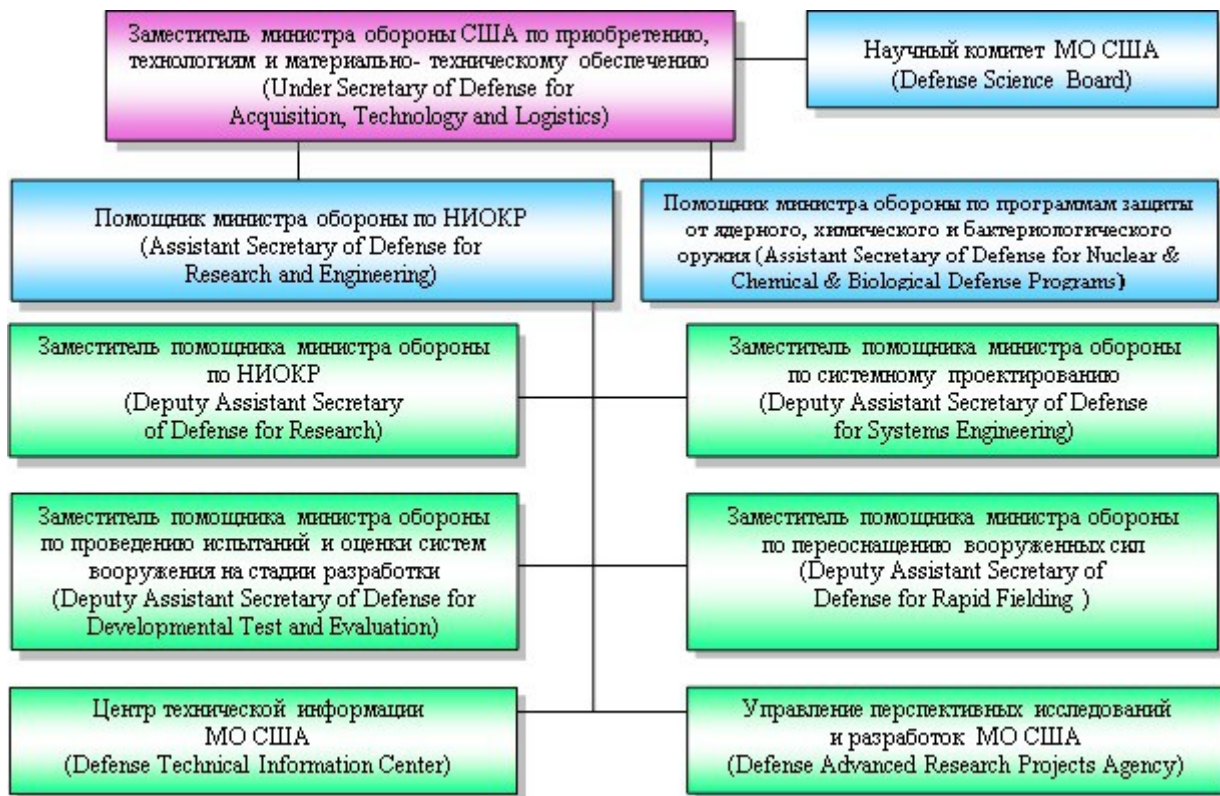 Заместитель министра обороны США по приобретению,
технологиям и материально- техническому обеспечению
(Under Secretary of Defense for
Acquisition, Technology and Logistics)
Научный комитет МО США
(Defense Science Board)
Помощник министра обороны по НИОКР
(Assistant Secretary of Defense for
Research and Engineering)
Помощник министра обороны по программам защиты
от ядерного, химического и бактериологического
оружия (Assistant Secretary of Defense for Nuclear &
Chemical & Biological Defense Programs)
Заместитель помощника министра обороны
по НИОКР
(Deputy Assistant Secretary
of Defense for Research)
Заместитель помощника министра обороны
по системному проектированию
(Deputy Assistant Secretary of Defense
for Systems Engineering)
Заместитель помощника министра обороны
по проведению испытаний и оценки систем
вооружения на стадии разработки
(Deputy Assistant Secretary of Defense for
Developmental Test and Evaluation)
Заместитель помощника министра обороны
по переоснащению вооруженных сил
(Deputy Assistant Secretary of
Defense for Rapid Fielding )
Центр технической информации
МО США
(Defense Technical Information Center)
Управление перспективных исследований
и разработок МО США
(Defense Advanced Research Projects Agency)